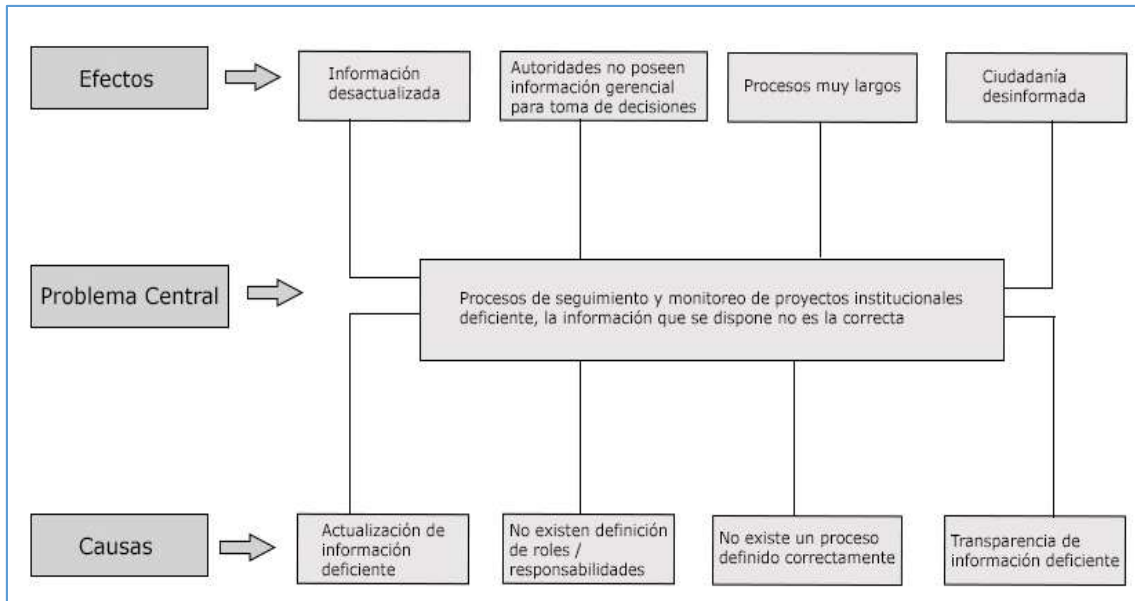 Efectos
Información
desactualizada
Autoridades no poseen
información gerencial
para toma de decisiones
Procesos muy largos
Ciudadanía
desinformada
Problema Central
Procesos de seguimiento y monitoreo de proyectos institucionales
deficiente, la información que se dispone no es la correcta
Causas
Actualización de
información
deficiente
No existen definición
de roles /
responsabilidades
No existe un proceso
definido correctamente
Transparencia de
información deficiente